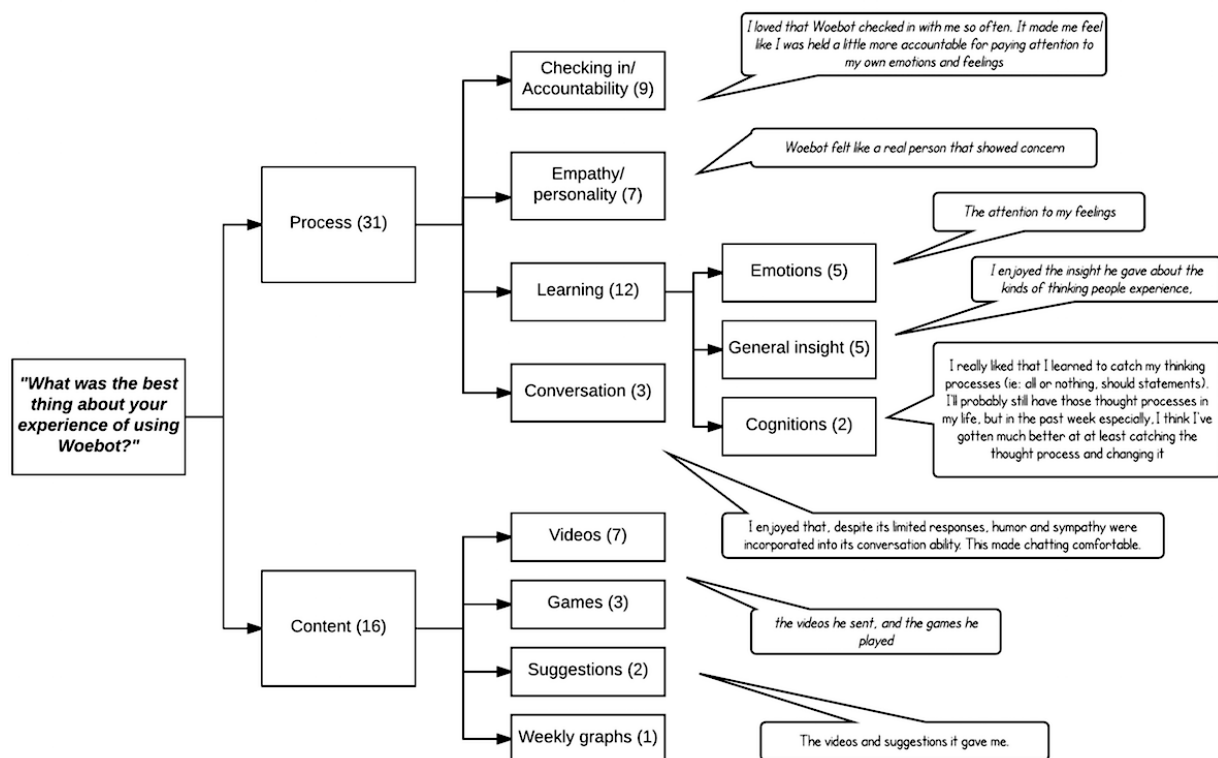 I loved that Woebot checked in with me so often. It made me feel
like I was held a little more accountable for paying attention to
my own emotions and feelings
Checking in/
Accountability (9)
Woebot felt like a real person that showed concern
Empathy/
personality (7)
Process (31)
The attention to my feelings
Emotions (5)
Learning (12)
I enjoyed the insight he gave about the
kinds of thinking people experience,
General insight (5)
"What was the best
thing about your
experience of using
Woebot?"
Conversation (3)
I really liked that I learned to catch my thinking
processes (ie: all or nothing, should statements).
I'll probably still have those thought processes in
my life, but in the past week especially, I think I've
gotten much better at at least catching the
thought process and changing it
Cognitions (2)
I enjoyed that, despite its limited responses, humor and sympathy were
incorporated into its conversation ability. This made chatting comfortable.
Videos (7)
Games (3)
the videos he sent, and the games he
played
Content (16)
Suggestions (2)
Weekly graphs (1)
The videos and suggestions it gave me.